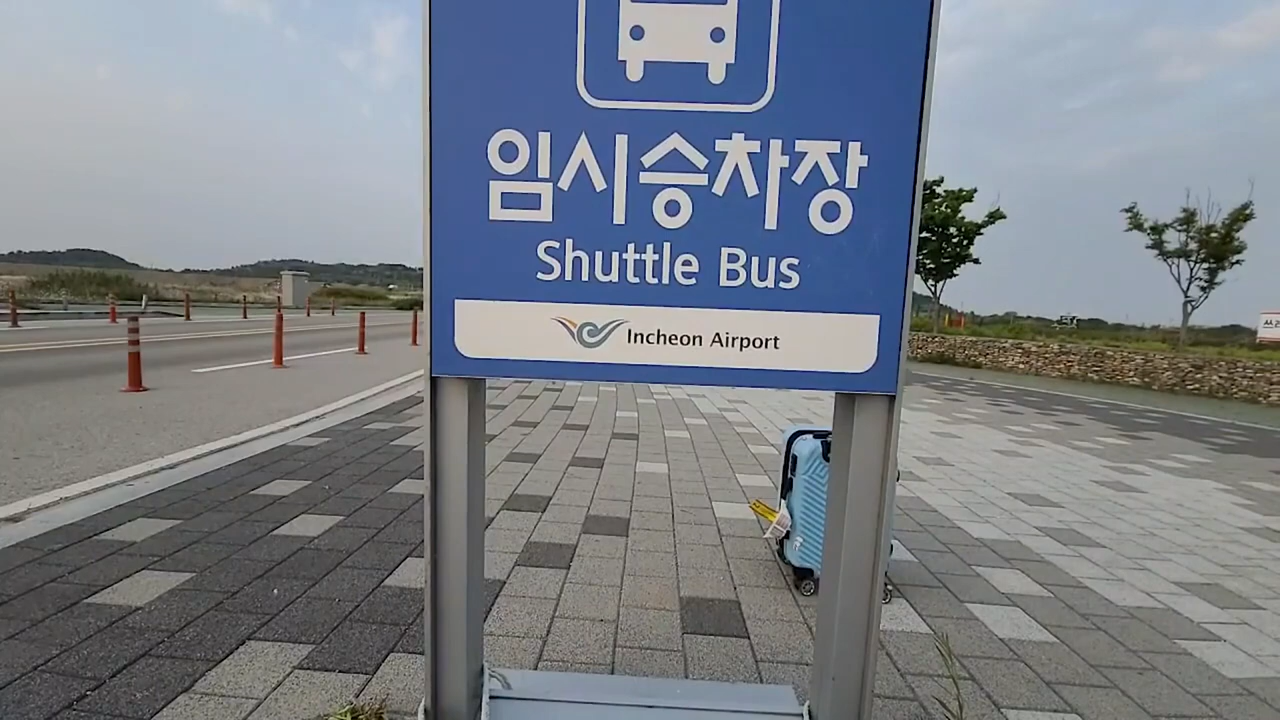 임시승차장
Shuttle Bus
Incheon Airport